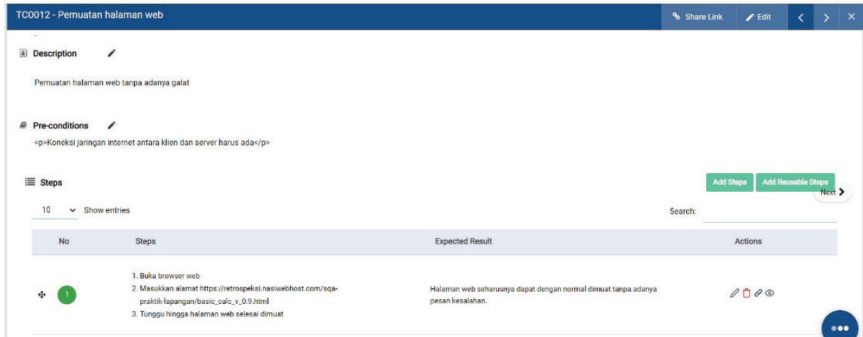 TC0012 - Pemuatan halaman web
Share Link
Edit
Description
Pemuatan halaman web tanpa adanya galat
Pre-conditions
<p>Koneksi jaringan internet antara klien dan server harus ada</p>
Steps
Add Steps
Add Reusable Steps
Next
10 Show entries
Search:
No Steps Expected Result Actions
1
1. Buka browser web
2. Masukkan alamat https://retrospeksi.nasiwebhost.com/sqa-
praktik-lapangan/basic_calc_v_0.9.html
3. Tunggu hingga halaman web selesai dimuat
Halaman web seharusnya dapat dengan normal dimuat tanpa adanya
pesan kesalahan.